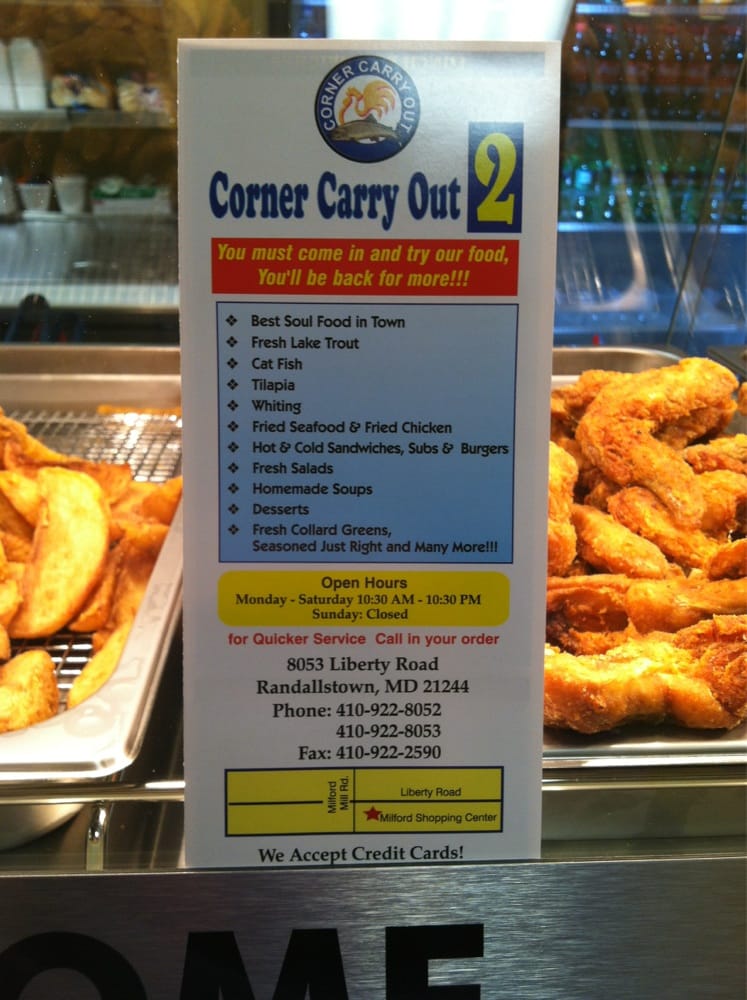 CORNER CARRY OUT
Corner Carry Out 2
You must come in and try our food,
You'll be back for more!!!
❖ Best Soul Food in Town
❖ Fresh Lake Trout
❖ Cat Fish
❖ Tilapia
❖ Whiting
❖ Fried Seafood & Fried Chicken
❖ Hot & Cold Sandwiches, Subs & Burgers
❖ Fresh Salads
❖ Homemade Soups
❖ Desserts
❖ Fresh Collard Greens,
Seasoned Just Right and Many More!!!
Open Hours
Monday - Saturday 10:30 AM - 10:30 PM
Sunday: Closed
for Quicker Service Call in your order
8053 Liberty Road
Randallstown, MD 21244
Phone: 410-922-8052
410-922-8053
Fax: 410-922-2590
Milford
Mill Rd.
Liberty Road
Milford Shopping Center
We Accept Credit Cards!
OME